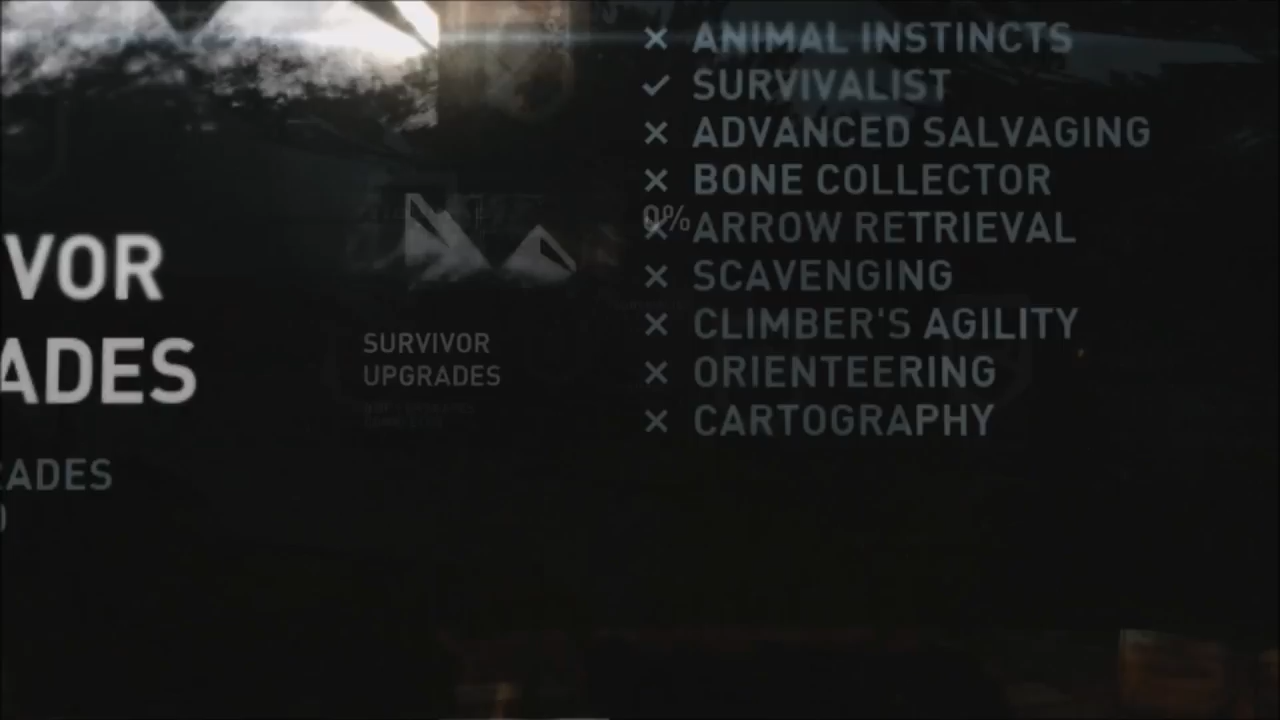 VOR
ADES
ADES
SURVIVOR
UPGRADES
0%
× ANIMAL INSTINCTS
✓ SURVIVALIST
× ADVANCED SALVAGING
× BONE COLLECTOR
× ARROW RETRIEVAL
× SCAVENGING
× CLIMBER'S AGILITY
× ORIENTEERING
× CARTOGRAPHY